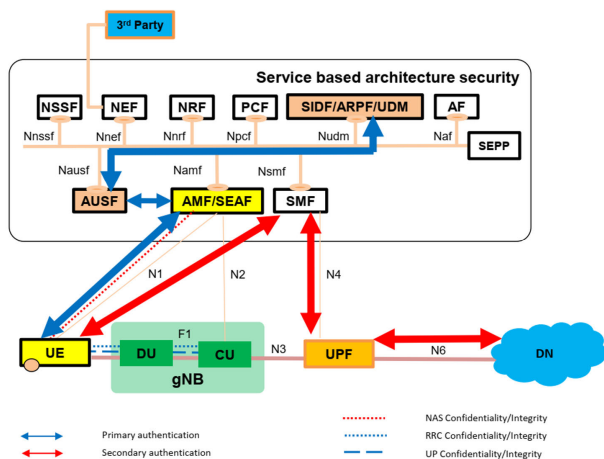 3rd Party
Service based architecture security
NSSF NEF NRF PCF SIDF/ARPF/UDM AF
Nnssf Nnef Nnrf Npcf Nudm Naf
SEPP
Nausf Namf Nsmf
AUSF AMF/SEAF SMF
N1 N2 N4
F1
UE DU CU N3 UPF N6 DN
gNB
NAS Confidentiality/Integrity
Primary authentication RRC Confidentiality/Integrity
Secondary authentication UP Confidentiality/Integrity